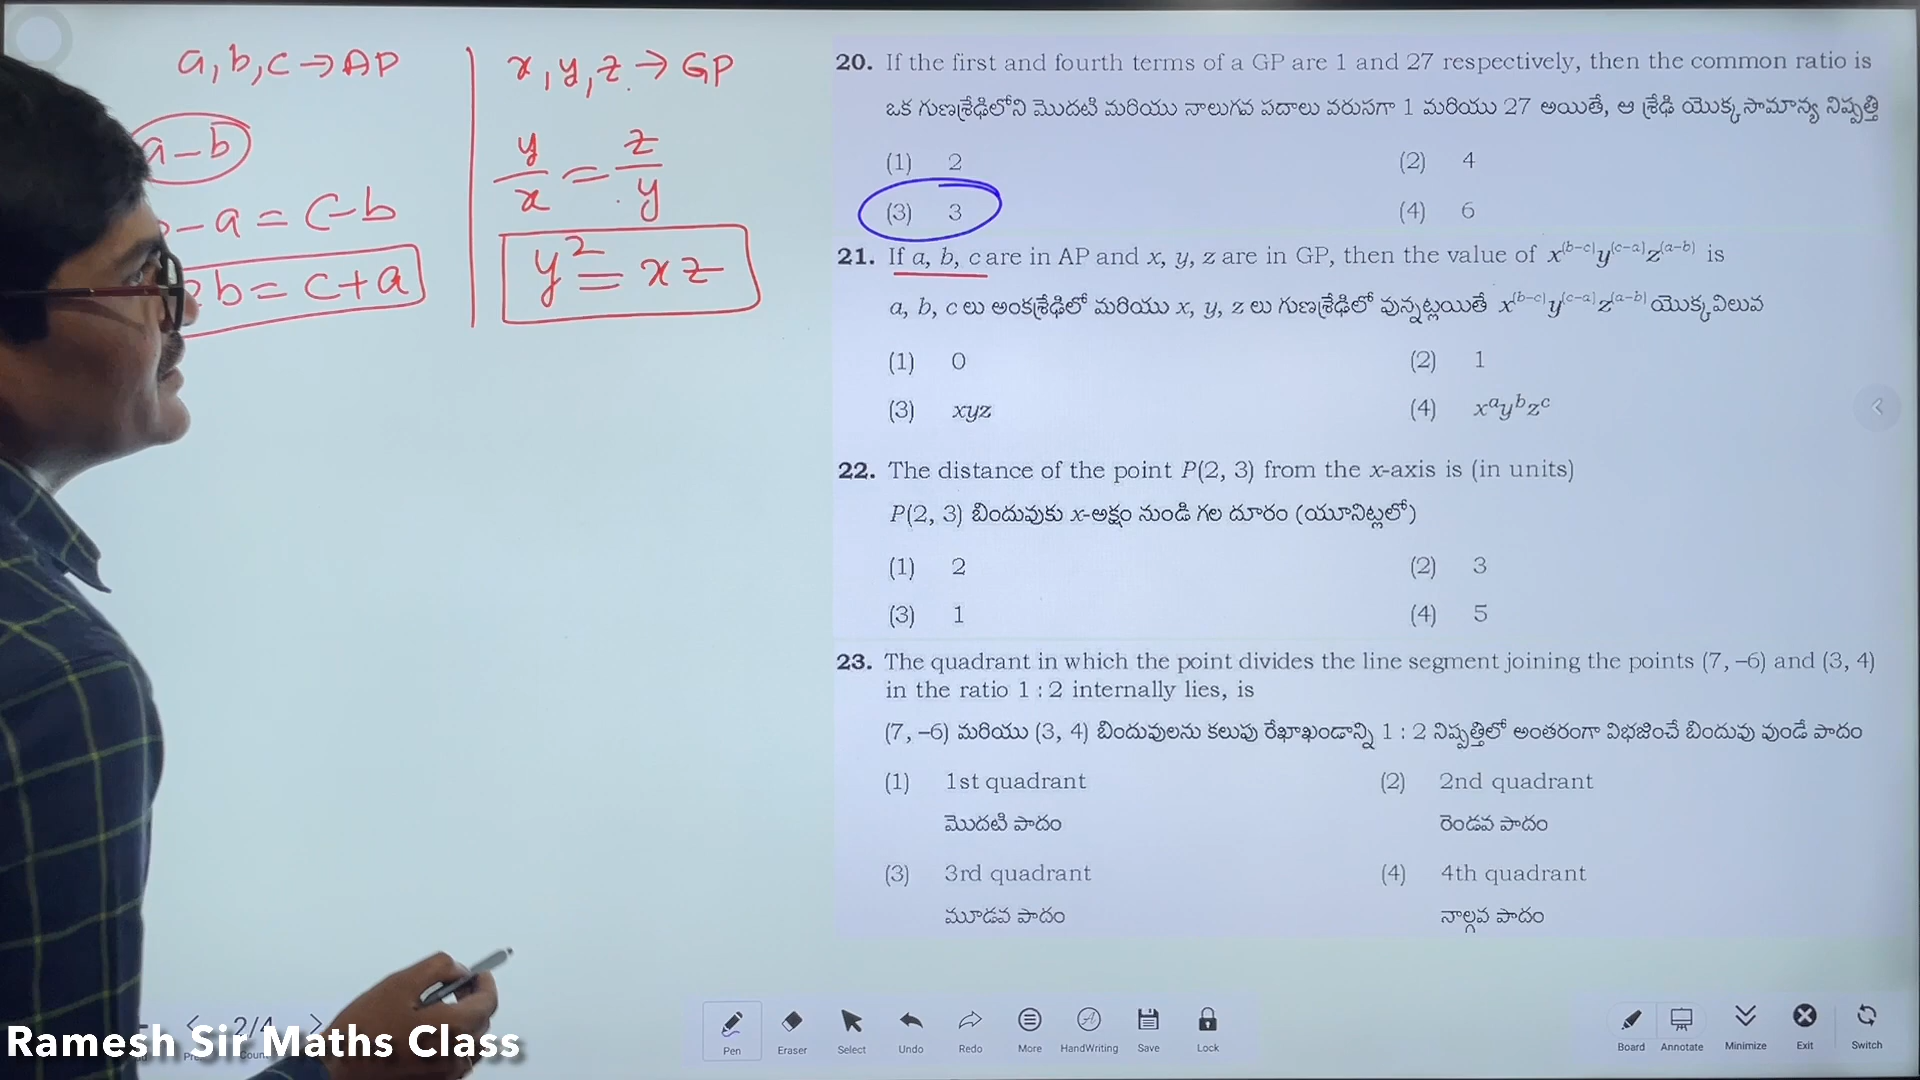 a, b, c → AP
a - b
- a = c - b
b = c + a
x, y, z → GP
y/x = z/y
y² = xz
20. If the first and fourth terms of a GP are 1 and 27 respectively, then the common ratio is
ఒక గుణశ్రేఢిలోని మొదటి మరియు నాలుగవ పదాలు వరుసగా 1 మరియు 27 అయితే, ఆ శ్రేఢి యొక్క సామాన్య నిష్పత్తి
(1) 2
(2) 4
(3) 3
(4) 6
21. If a, b, c are in AP and x, y, z are in GP, then the value of x^(b–c) y^(c–a) z^(a–b) is
a, b, c లు అంకశ్రేఢిలో మరియు x, y, z లు గుణశ్రేఢిలో వున్నట్లయితే x^(b–c) y^(c–a) z^(a–b) యొక్క విలువ
(1) 0
(2) 1
(3) xyz
(4) x^a y^b z^c
22. The distance of the point P(2, 3) from the x-axis is (in units)
P(2, 3) బిందువుకు x-అక్షం నుండి గల దూరం (యూనిట్లలో)
(1) 2
(2) 3
(3) 1
(4) 5
23. The quadrant in which the point divides the line segment joining the points (7, –6) and (3, 4)
in the ratio 1 : 2 internally lies, is
(7, –6) మరియు (3, 4) బిందువులను కలుపు రేఖాఖండాన్ని 1 : 2 నిష్పత్తిలో అంతరంగా విభజించే బిందువు వుండే పాదం
(1) 1st quadrant
మొదటి పాదం
(2) 2nd quadrant
రెండవ పాదం
(3) 3rd quadrant
మూడవ పాదం
(4) 4th quadrant
నాల్గవ పాదం
2/4
Pen Eraser Select Undo Redo More HandWriting Save Lock
Board Annotate Minimize Exit Switch
Ramesh Sir Maths Class